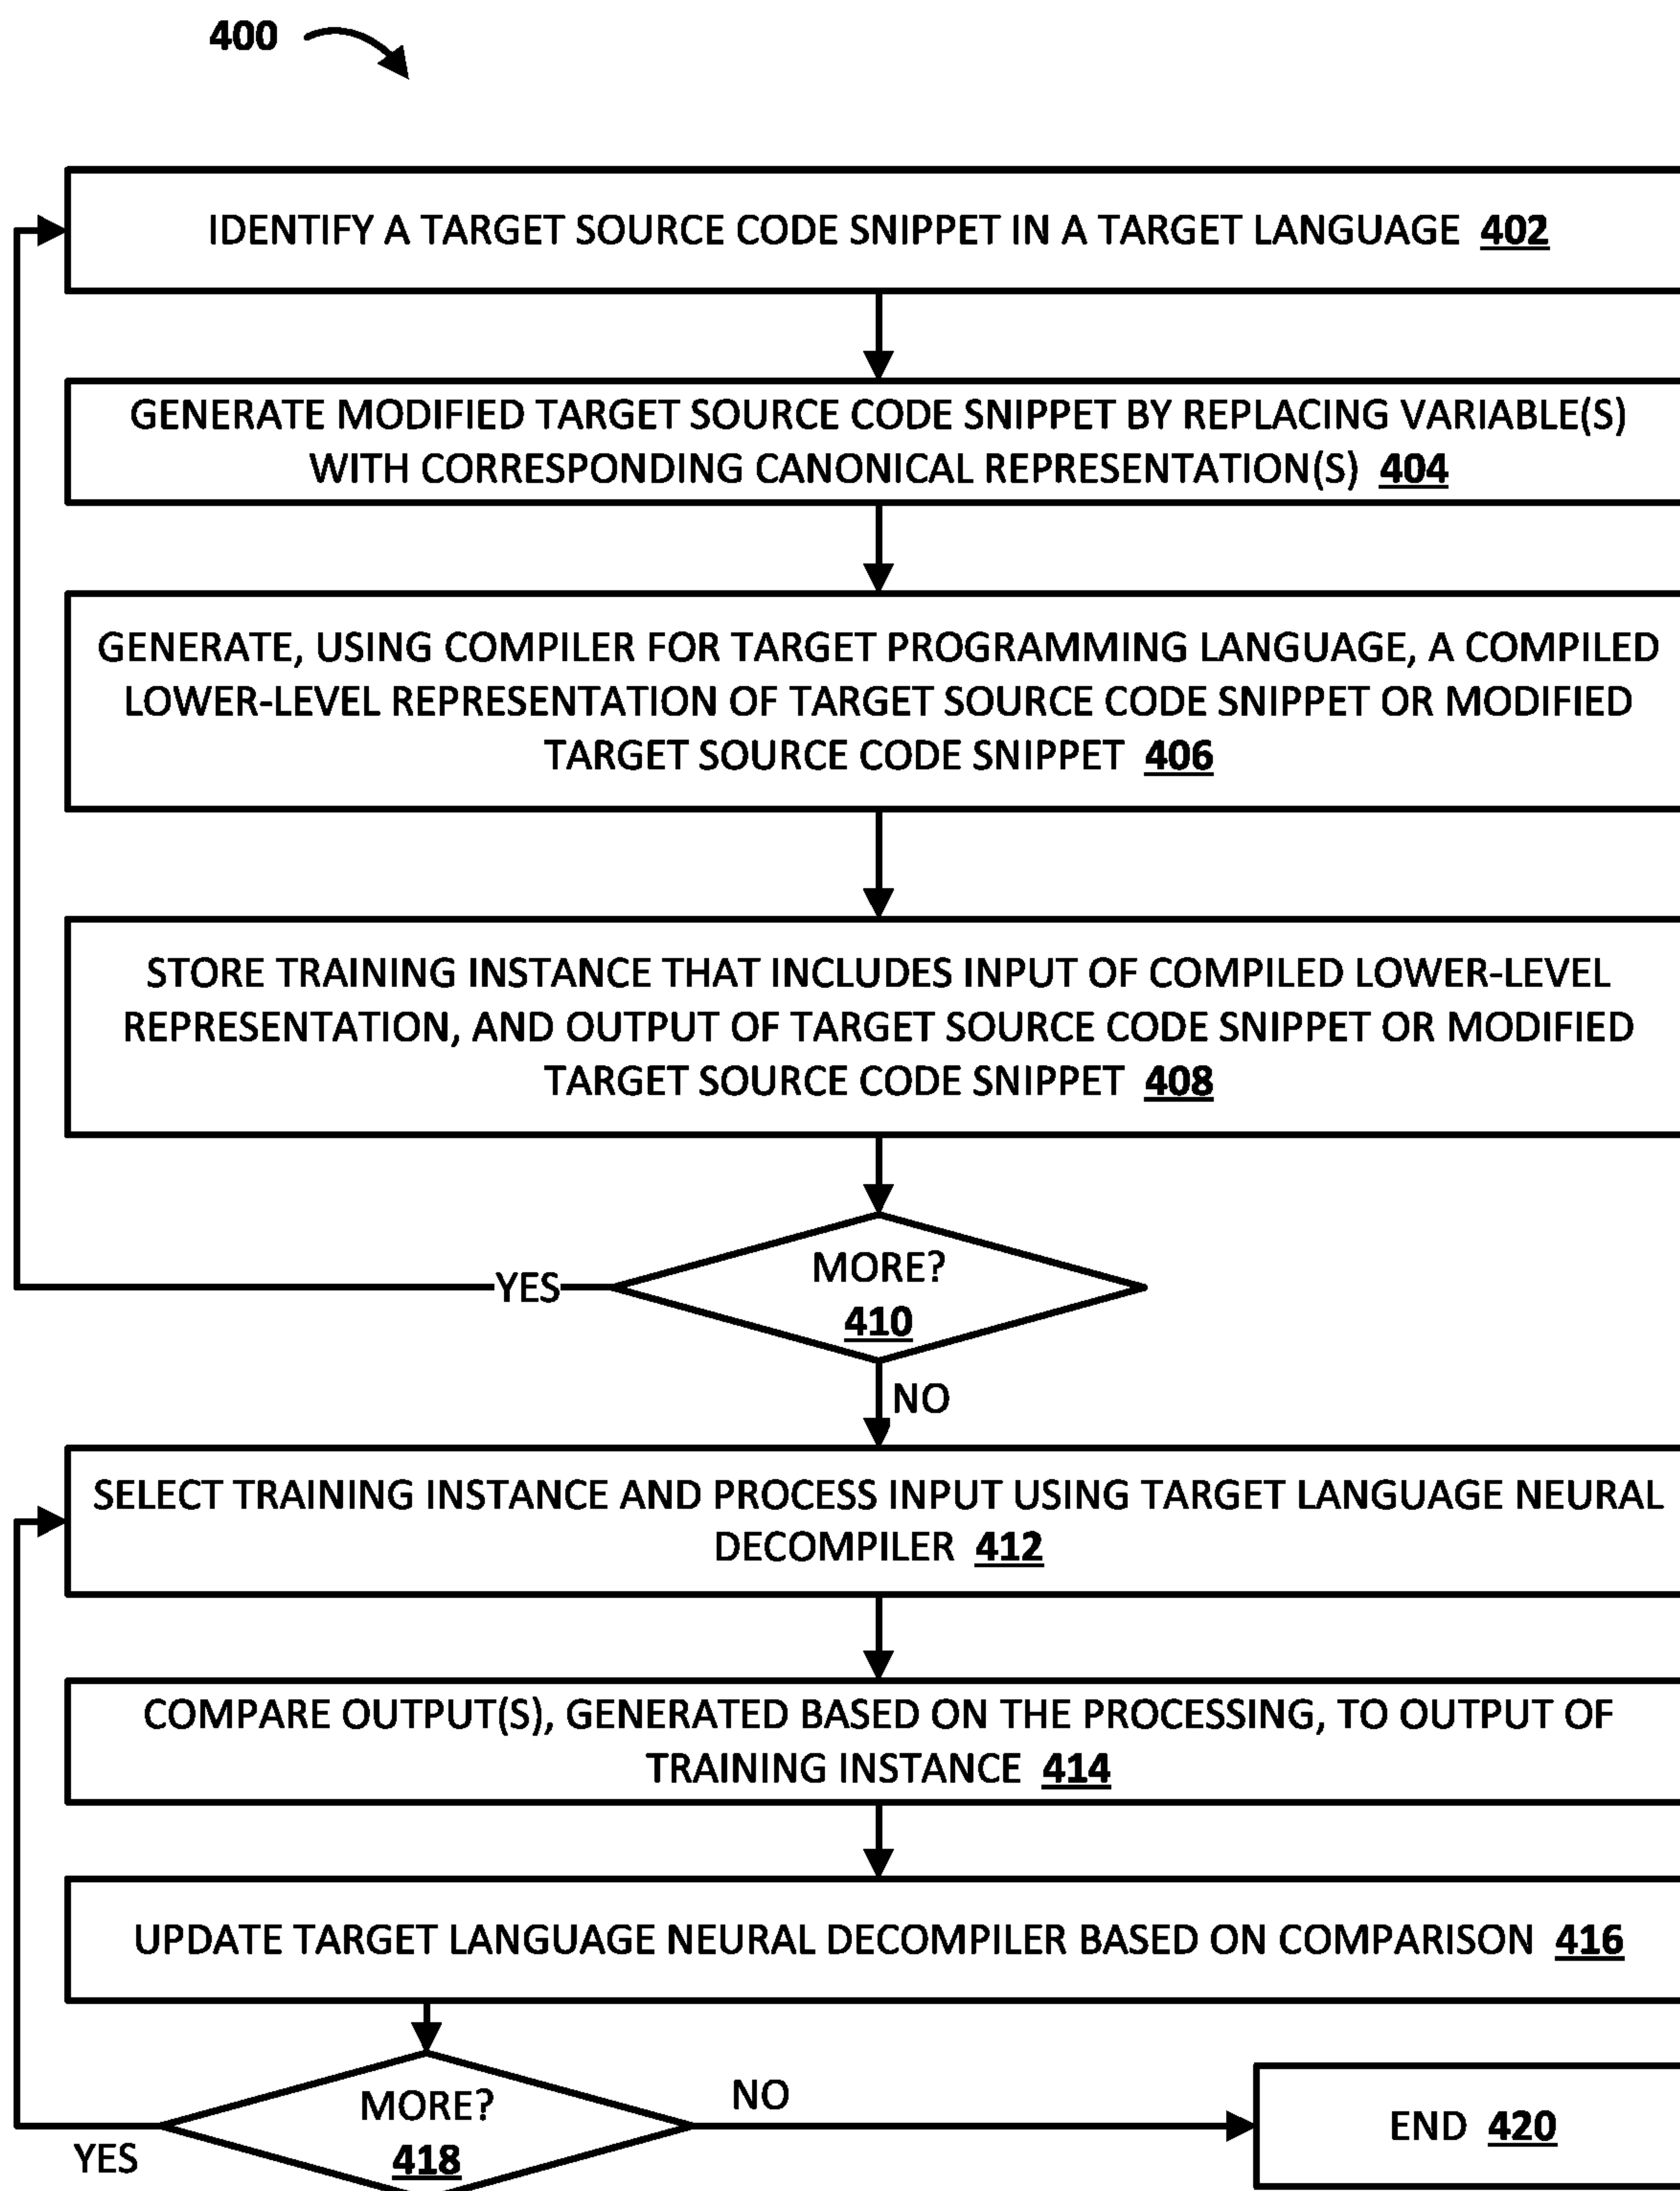 400
IDENTIFY A TARGET SOURCE CODE SNIPPET IN A TARGET LANGUAGE 402
GENERATE MODIFIED TARGET SOURCE CODE SNIPPET BY REPLACING VARIABLE(S)
WITH CORRESPONDING CANONICAL REPRESENTATION(S) 404
GENERATE, USING COMPILER FOR TARGET PROGRAMMING LANGUAGE, A COMPILED
LOWER-LEVEL REPRESENTATION OF TARGET SOURCE CODE SNIPPET OR MODIFIED
TARGET SOURCE CODE SNIPPET 406
STORE TRAINING INSTANCE THAT INCLUDES INPUT OF COMPILED LOWER-LEVEL
REPRESENTATION, AND OUTPUT OF TARGET SOURCE CODE SNIPPET OR MODIFIED
TARGET SOURCE CODE SNIPPET 408
MORE?
YES
410
NO
SELECT TRAINING INSTANCE AND PROCESS INPUT USING TARGET LANGUAGE NEURAL
DECOMPILER 412
COMPARE OUTPUT(S), GENERATED BASED ON THE PROCESSING, TO OUTPUT OF
TRAINING INSTANCE 414
UPDATE TARGET LANGUAGE NEURAL DECOMPILER BASED ON COMPARISON 416
MORE?
NO
END 420
YES
418